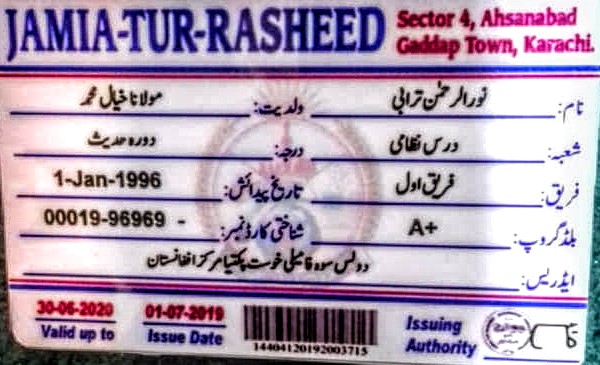 JAMIA-TUR-RASHEED
Sector 4, Ahsanabad
Gaddap Town, Karachi.
نام: نورالرحمٰن ترابی ولدیت: مولانا خیال محمد
شعبہ: درس نظامی درجہ: دورہ حدیث
فریق: فریق اول تاریخ پیدائش: 1-Jan-1996
بلڈ گروپ: A+ شناختی کارڈ نمبر: 00019-96969 -
ایڈریس: دولس سوہ فامیلی خوست پکتیا مرکز افغانستان
30-06-2020 01-07-2019
Valid up to Issue Date
14404120192003715
Issuing
Authority